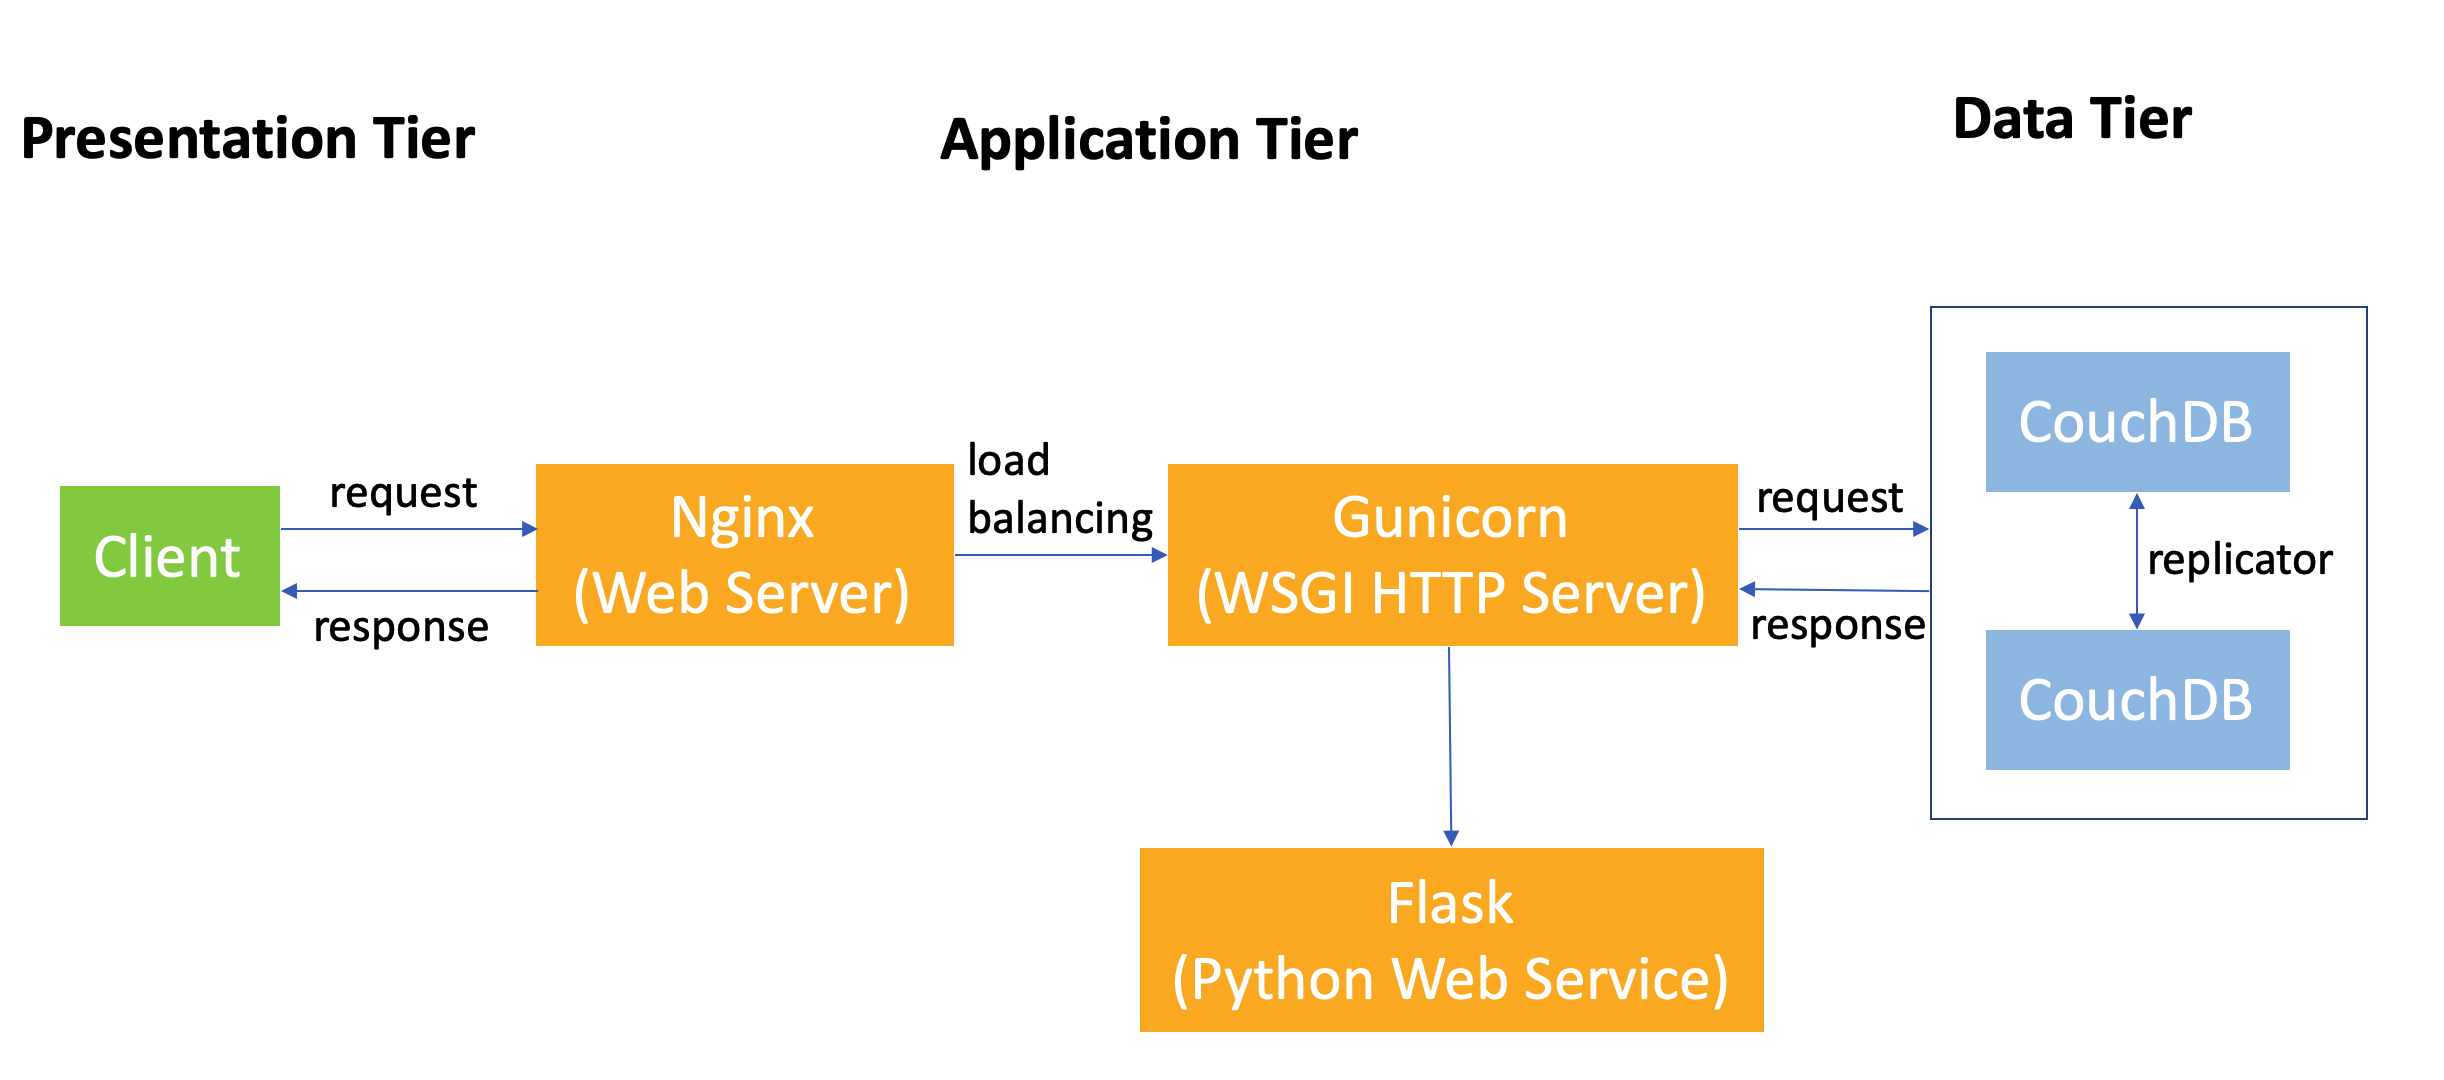 Presentation Tier
Application Tier
Data Tier
Client
request
response
Nginx
(Web Server)
load
balancing
Gunicorn
(WSGI HTTP Server)
request
response
CouchDB
replicator
CouchDB
Flask
(Python Web Service)